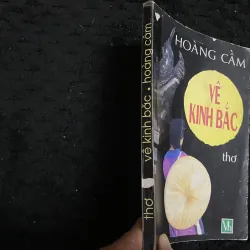 HOÀNG CẦM
VỀ
KINH BẮC
thơ
thơ về kinh bắc • hoàng cầm